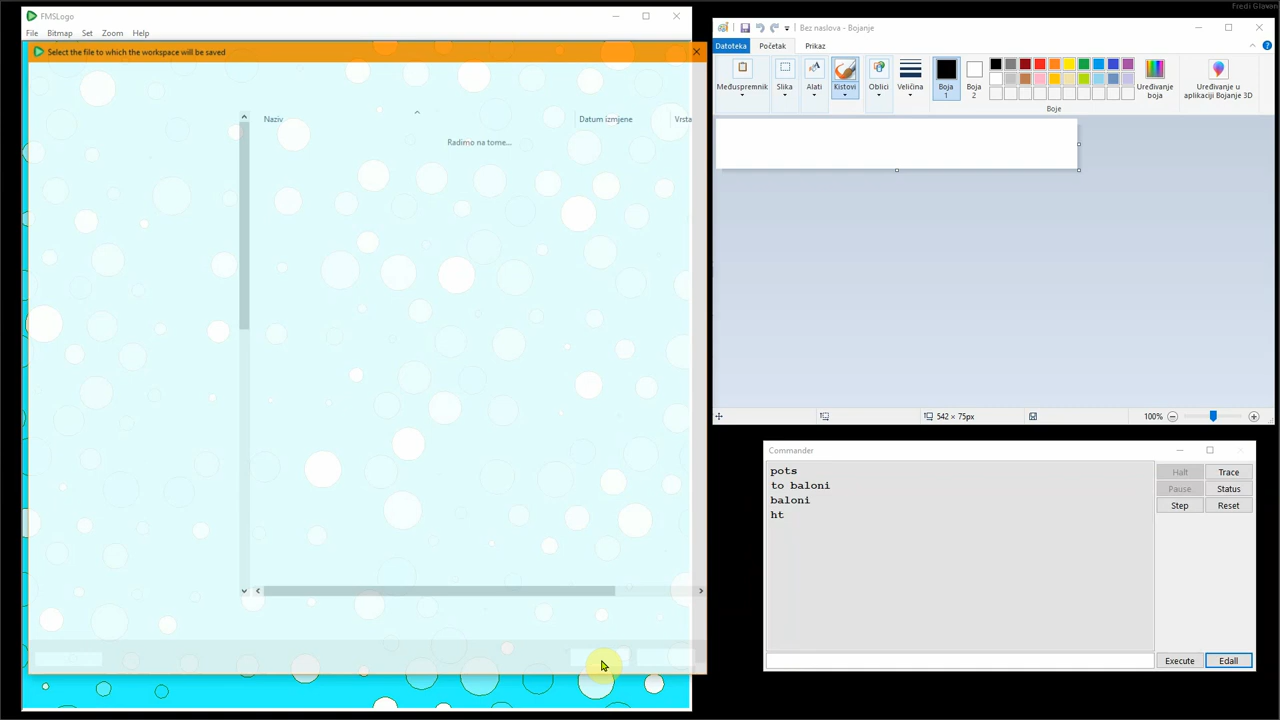 Fredi Glavan
FMSLogo
File Bitmap Set Zoom Help
Select the file to which the workspace will be saved
Naziv Datum izmjene Vrsta
Radimo na tome...
Bez naslova - Bojanje
Datoteka Početak Prikaz
Međuspremnik Slika Alati Kistovi Oblici Veličina Boja 1 Boja 2 Uređivanje boja Uređivanje u aplikaciji Bojanje 3D
Boje
542 × 75px 100%
Commander
pots
to baloni
baloni
ht
Halt Trace
Pause Status
Step Reset
Execute Edall